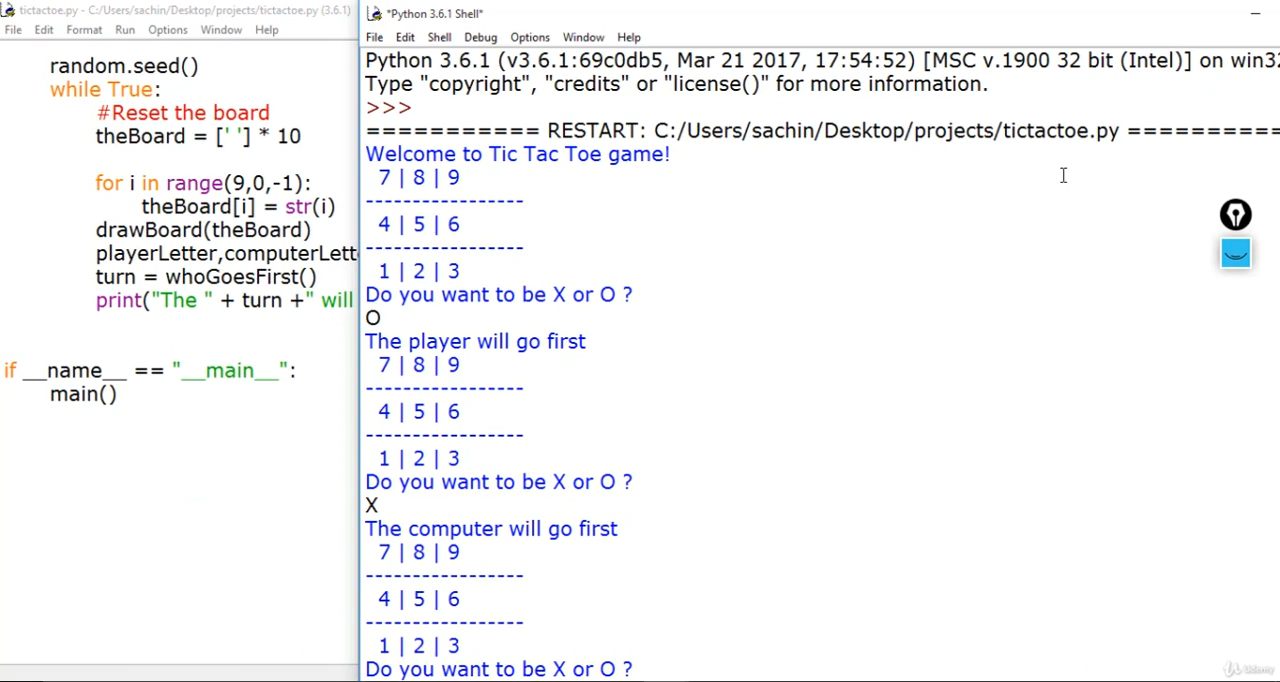 tictactoe.py - C:/Users/sachin/Desktop/projects/tictactoe.py (3.6.1)
File Edit Format Run Options Window Help
random.seed()
while True:
#Reset the board
theBoard = [' '] * 10
for i in range(9,0,-1):
theBoard[i] = str(i)
drawBoard(theBoard)
playerLetter,computerLett
turn = whoGoesFirst()
print("The " + turn +" will
if __name__ == "__main__":
main()
*Python 3.6.1 Shell*
File Edit Shell Debug Options Window Help
Python 3.6.1 (v3.6.1:69c0db5, Mar 21 2017, 17:54:52) [MSC v.1900 32 bit (Intel)] on win32
Type "copyright", "credits" or "license()" for more information.
>>>
=========== RESTART: C:/Users/sachin/Desktop/projects/tictactoe.py ==========
Welcome to Tic Tac Toe game!
7 | 8 | 9
-----------------
4 | 5 | 6
-----------------
1 | 2 | 3
Do you want to be X or O ?
O
The player will go first
7 | 8 | 9
-----------------
4 | 5 | 6
-----------------
1 | 2 | 3
Do you want to be X or O ?
X
The computer will go first
7 | 8 | 9
-----------------
4 | 5 | 6
-----------------
1 | 2 | 3
Do you want to be X or O ?
Udemy